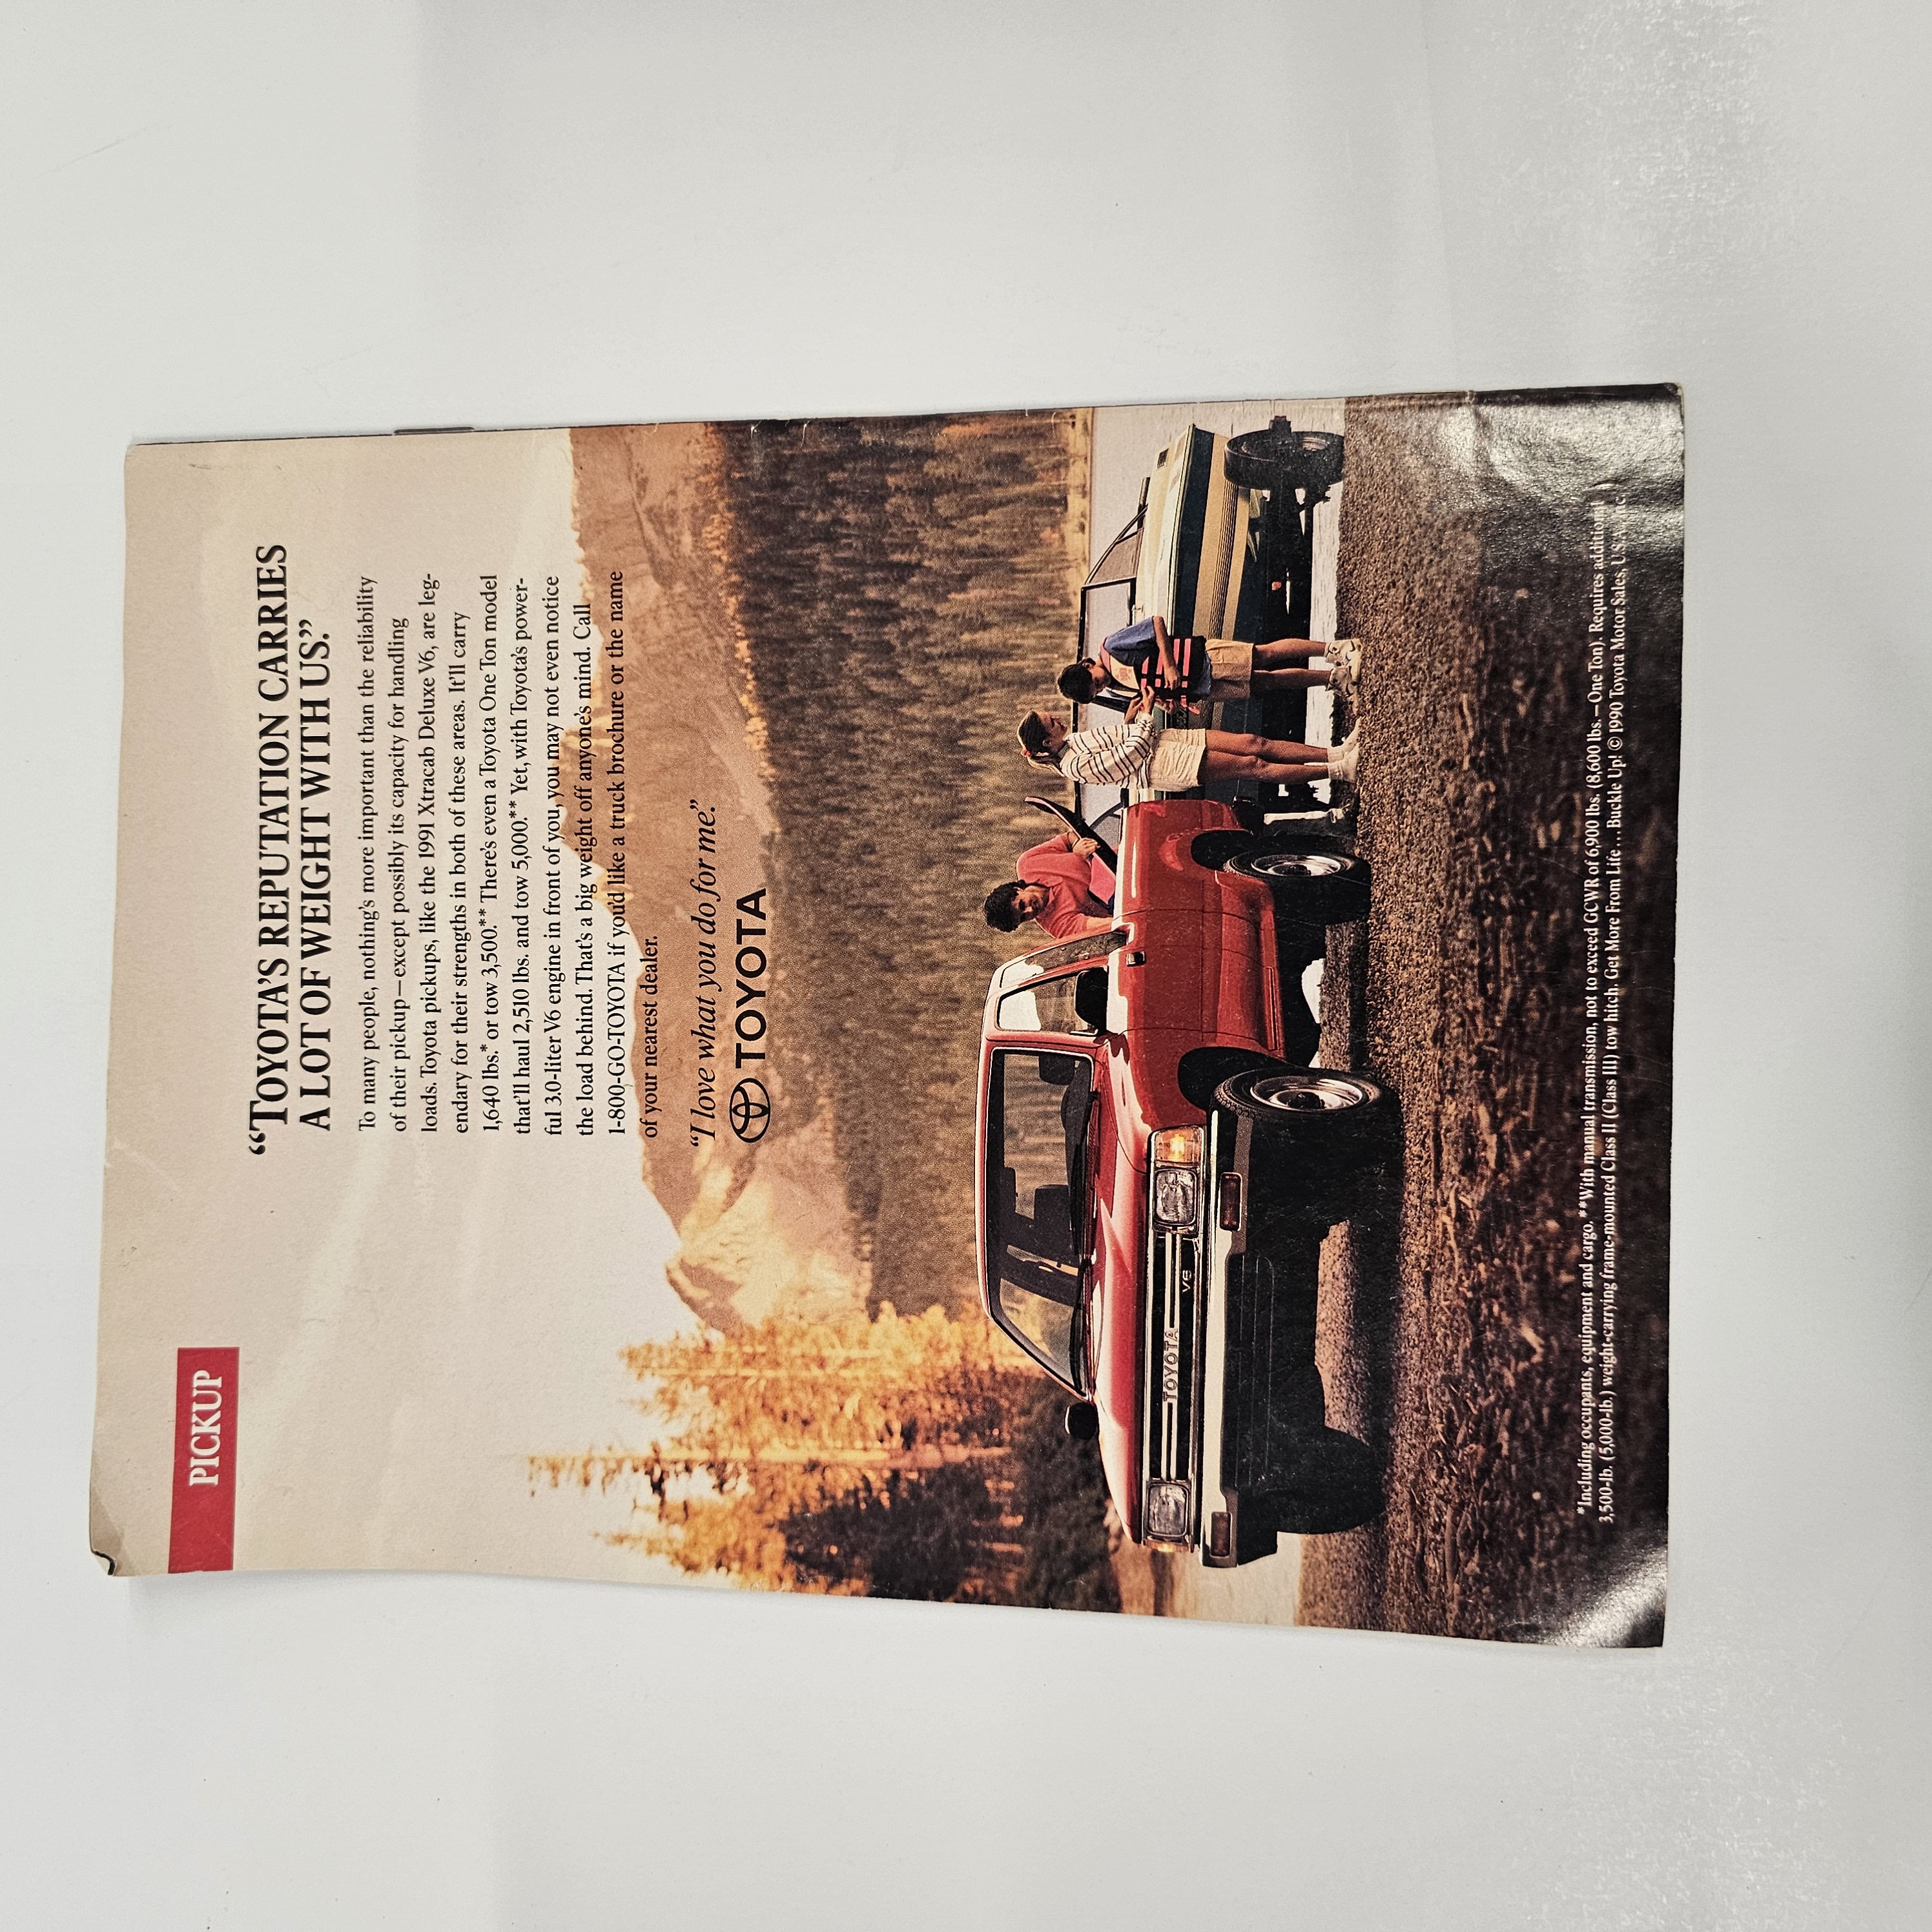 PICKUP
“TOYOTA’S REPUTATION CARRIES
A LOT OF WEIGHT WITH US.”
To many people, nothing’s more important than the reliability
of their pickup—except possibly its capacity for handling
loads. Toyota pickups, like the 1991 Xtracab Deluxe V6, are leg-
endary for their strengths in both of these areas. It’ll carry
1,640 lbs.* or tow 3,500.** There’s even a Toyota One Ton model
that’ll haul 2,510 lbs. and tow 5,000.** Yet, with Toyota’s power-
ful 3.0-liter V6 engine in front of you, you may not even notice
the load behind. That’s a big weight off anyone’s mind. Call
1-800-GO-TOYOTA if you’d like a truck brochure or the name
of your nearest dealer.
“I love what you do for me.”
TOYOTA
TOYOTA
V6
*Including occupants, equipment and cargo. **With manual transmission, not to exceed GCWR of 6,900 lbs. (8,600 lbs.—One Ton). Requires additional
3,500-lb. (5,000-lb.) weight-carrying frame-mounted Class II (Class III) tow hitch. Get More From Life... Buckle Up! © 1990 Toyota Motor Sales, U.S.A., Inc.